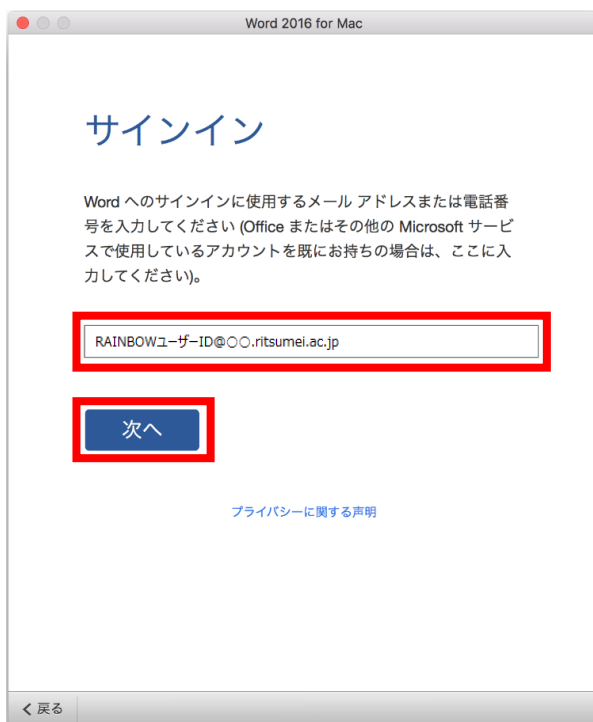 Word 2016 for Mac
サインイン
Word へのサインインに使用するメール アドレスまたは電話番
号を入力してください (Office またはその他の Microsoft サービ
スで使用しているアカウントを既にお持ちの場合は、ここに入
力してください)。
RAINBOWユーザーID@○○.ritsumei.ac.jp
次へ
プライバシーに関する声明
戻る